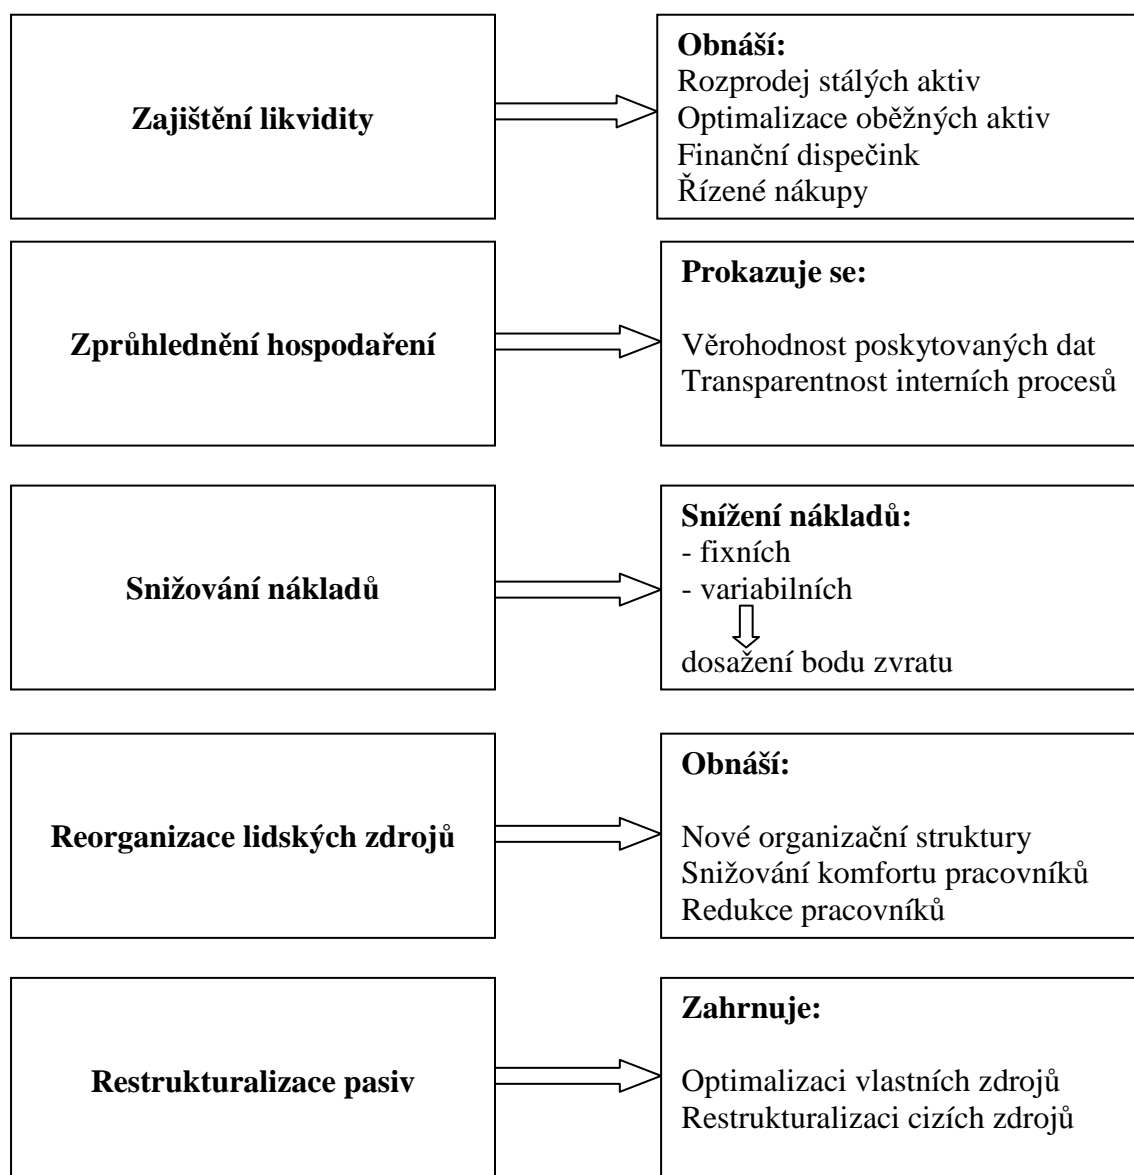 Zajištění likvidity
Obnáší:
Rozprodej stálých aktiv
Optimalizace oběžných aktiv
Finanční dispečink
Řízené nákupy
Zprůhlednění hospodaření
Prokazuje se:
Věrohodnost poskytovaných dat
Transparentnost interních procesů
Snižování nákladů
Snížení nákladů:
- fixních
- variabilních
dosažení bodu zvratu
Reorganizace lidských zdrojů
Obnáší:
Nové organizační struktury
Snižování komfortu pracovníků
Redukce pracovníků
Restrukturalizace pasiv
Zahrnuje:
Optimalizaci vlastních zdrojů
Restrukturalizaci cizích zdrojů